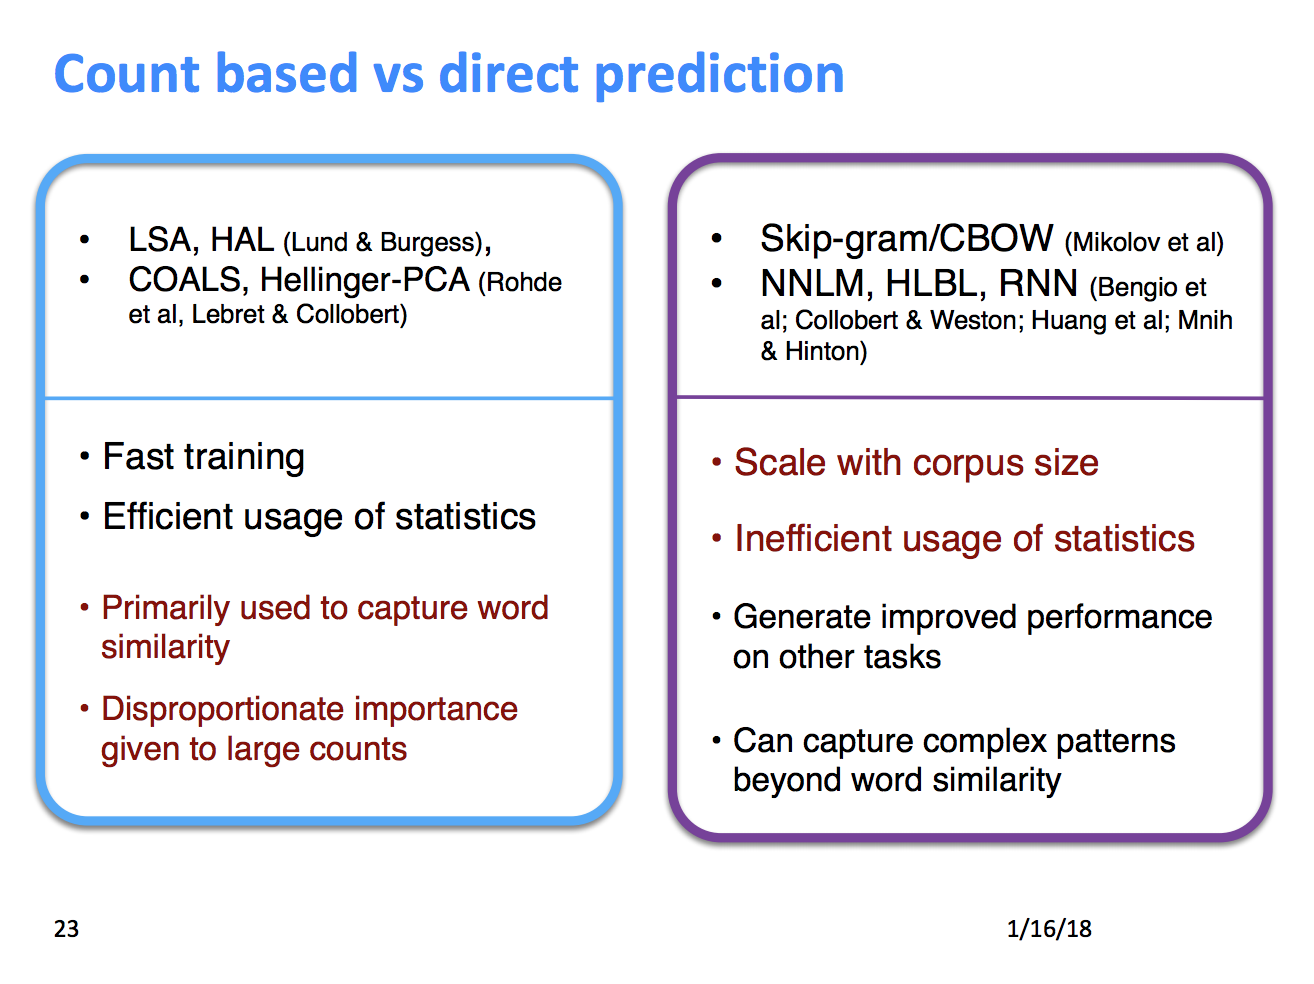 Count based vs direct prediction
• LSA, HAL (Lund & Burgess),
• COALS, Hellinger-PCA (Rohde
et al, Lebret & Collobert)
• Fast training
• Efficient usage of statistics
• Primarily used to capture word
similarity
• Disproportionate importance
given to large counts
• Skip-gram/CBOW (Mikolov et al)
• NNLM, HLBL, RNN (Bengio et
al; Collobert & Weston; Huang et al; Mnih
& Hinton)
• Scale with corpus size
• Inefficient usage of statistics
• Generate improved performance
on other tasks
• Can capture complex patterns
beyond word similarity
23
1/16/18